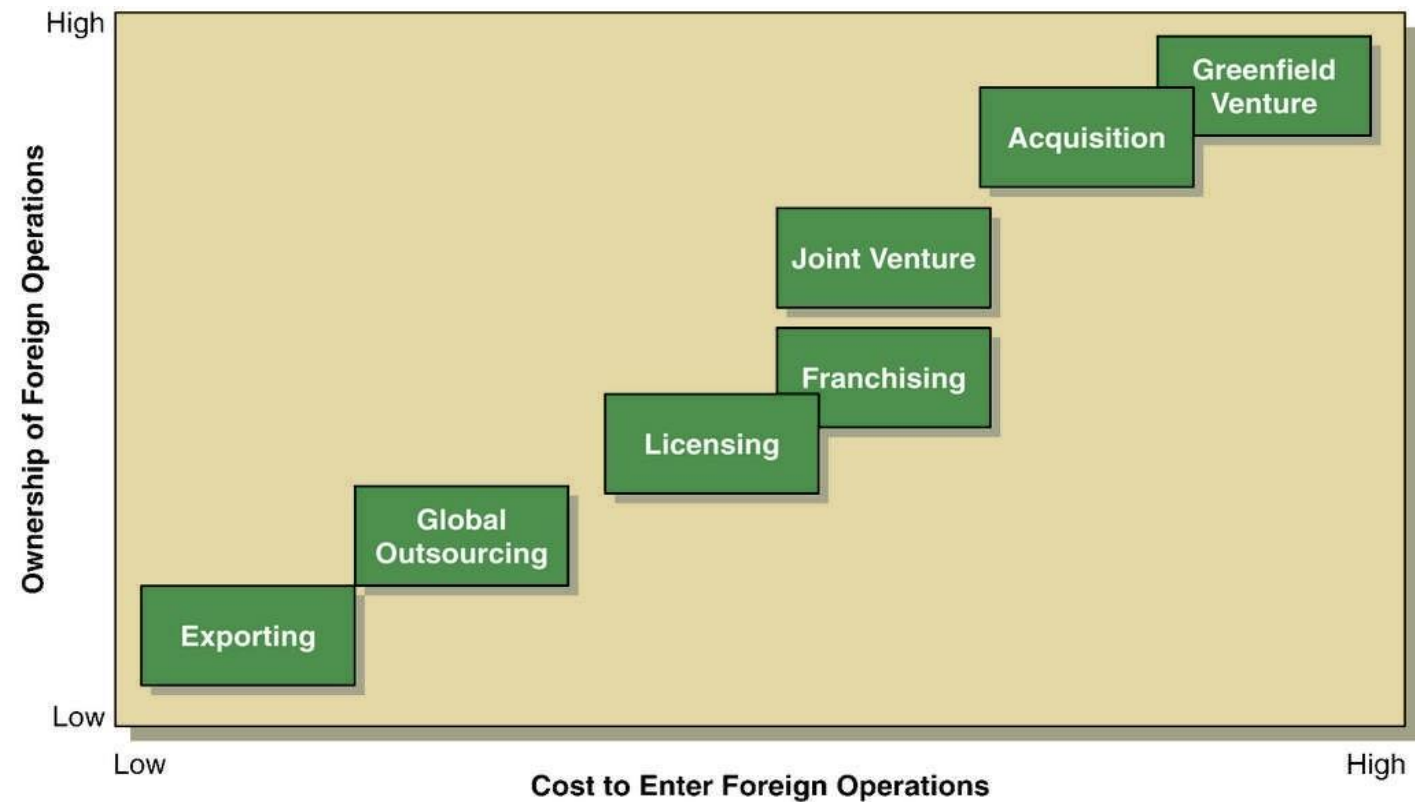 High
Greenfield
Venture
Acquisition
Joint Venture
Franchising
Licensing
Global
Outsourcing
Exporting
Low
Ownership of Foreign Operations
Low
High
Cost to Enter Foreign Operations